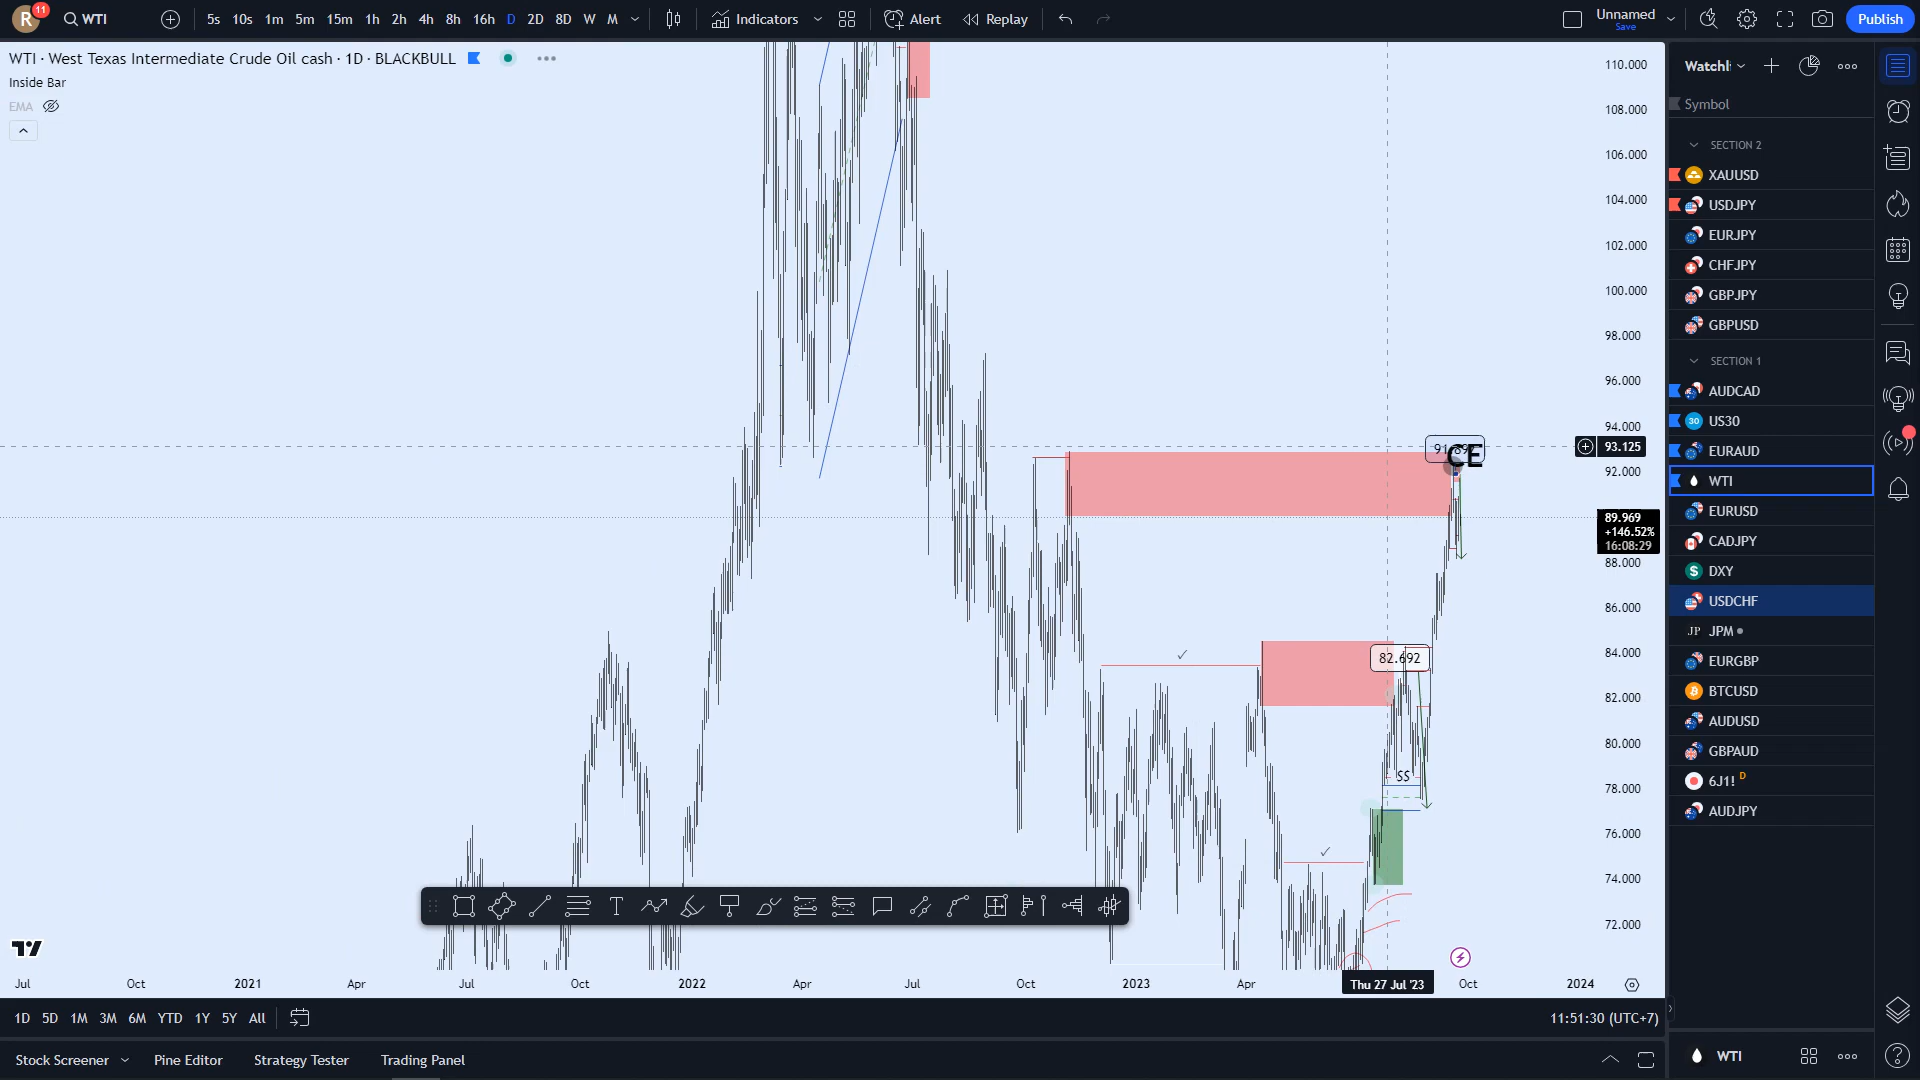 R 11 WTI 5s 10s 1m 5m 15m 1h 2h 4h 8h 16h D 2D 8D W M Indicators Alert Replay Unnamed Save Publish
WTI · West Texas Intermediate Crude Oil cash · 1D · BLACKBULL
Inside Bar
EMA
110.000
108.000
106.000
104.000
102.000
100.000
98.000
96.000
94.000
93.125
92.000
89.969
+146.52%
16:08:29
88.000
86.000
84.000
82.000
80.000
78.000
76.000
74.000
72.000
CE
82.692
$$
Jul Oct 2021 Apr Jul Oct 2022 Apr Jul Oct 2023 Apr Thu 27 Jul '23 Oct 2024
1D 5D 1M 3M 6M YTD 1Y 5Y All 11:51:30 (UTC+7)
Stock Screener Pine Editor Strategy Tester Trading Panel
Watchli
Symbol
SECTION 2
XAUUSD
USDJPY
EURJPY
CHFJPY
GBPJPY
GBPUSD
SECTION 1
AUDCAD
30 US30
EURAUD
WTI
EURUSD
CADJPY
$ DXY
USDCHF
JP JPM
EURGBP
BTCUSD
AUDUSD
GBPAUD
6J1! D
AUDJPY
WTI